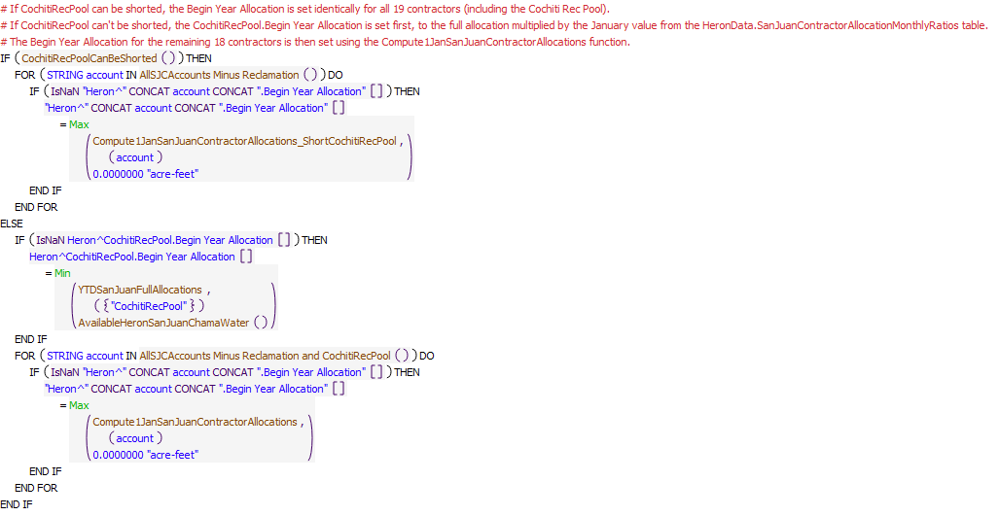 # If CochitiRecPool can be shorted, the Begin Year Allocation is set identically for all 19 contractors (including the Cochiti Rec Pool).
# If CochitiRecPool can't be shorted, the CochitiRecPool.Begin Year Allocation is set first, to the full allocation multiplied by the January value from the HeronData.SanJuanContractorAllocationMonthlyRatios table.
# The Begin Year Allocation for the remaining 18 contractors is then set using the Compute1JanSanJuanContractorAllocations function.
IF ( CochitiRecPoolCanBeShorted ( ) ) THEN
FOR ( STRING account IN AllSJCAccounts Minus Reclamation ( ) ) DO
IF ( IsNaN "Heron^" CONCAT account CONCAT ".Begin Year Allocation" [ ] ) THEN
"Heron^" CONCAT account CONCAT ".Begin Year Allocation" [ ]
= Max
( Compute1JanSanJuanContractorAllocations_ShortCochitiRecPool ,
( account )
0.0000000 "acre-feet" )
END IF
END FOR
ELSE
IF ( IsNaN Heron^CochitiRecPool.Begin Year Allocation [ ] ) THEN
Heron^CochitiRecPool.Begin Year Allocation [ ]
= Min
( YTDSanJuanFullAllocations ,
( { "CochitiRecPool" } )
AvailableHeronSanJuanChamaWater ( ) )
END IF
FOR ( STRING account IN AllSJCAccounts Minus Reclamation and CochitiRecPool ( ) ) DO
IF ( IsNaN "Heron^" CONCAT account CONCAT ".Begin Year Allocation" [ ] ) THEN
"Heron^" CONCAT account CONCAT ".Begin Year Allocation" [ ]
= Max
( Compute1JanSanJuanContractorAllocations ,
( account )
0.0000000 "acre-feet" )
END IF
END FOR
END IF